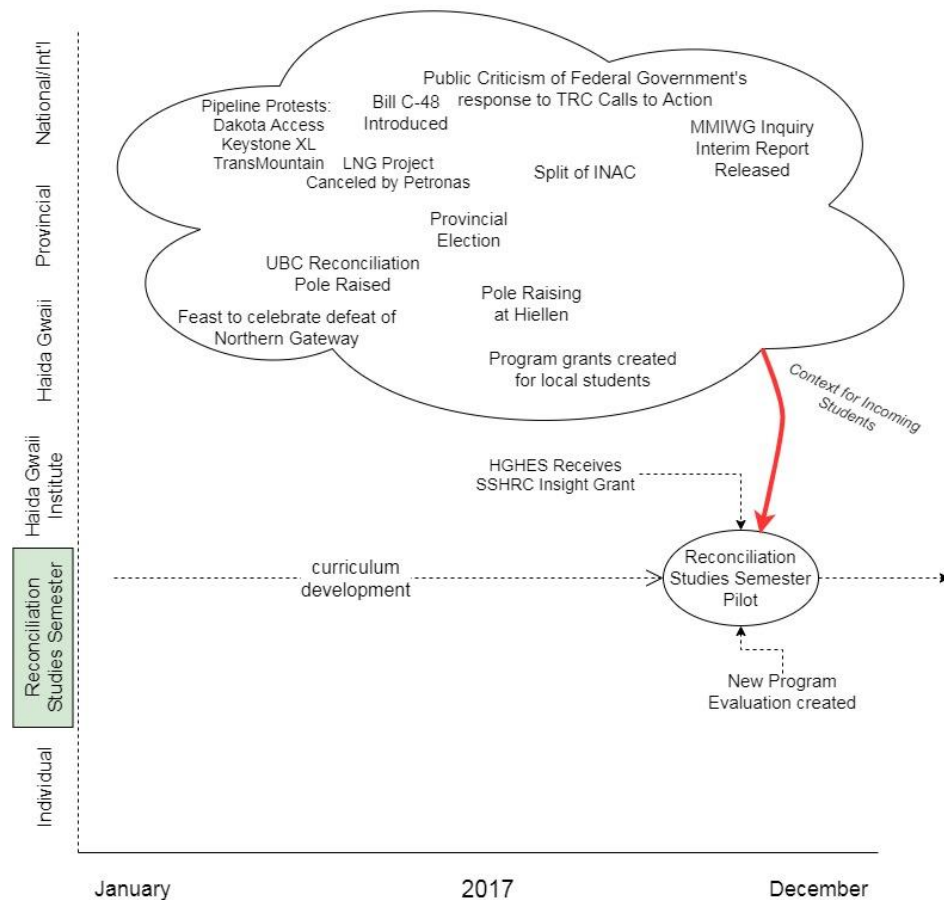 National/Int'l
Provincial
Haida Gwaii
Haida Gwaii
Institute
Reconciliation
Studies Semester
Individual
Public Criticism of Federal Government's
response to TRC Calls to Action
Pipeline Protests:
Dakota Access
Keystone XL
TransMountain
Bill C-48
Introduced
MMIWG Inquiry
Interim Report
Released
LNG Project
Canceled by Petronas
Split of INAC
Provincial
Election
UBC Reconciliation
Pole Raised
Pole Raising
at Hiellen
Feast to celebrate defeat of
Northern Gateway
Program grants created
for local students
Context for Incoming
Students
HGHES Receives
SSHRC Insight Grant
curriculum
development
Reconciliation
Studies Semester
Pilot
New Program
Evaluation created
January
2017
December